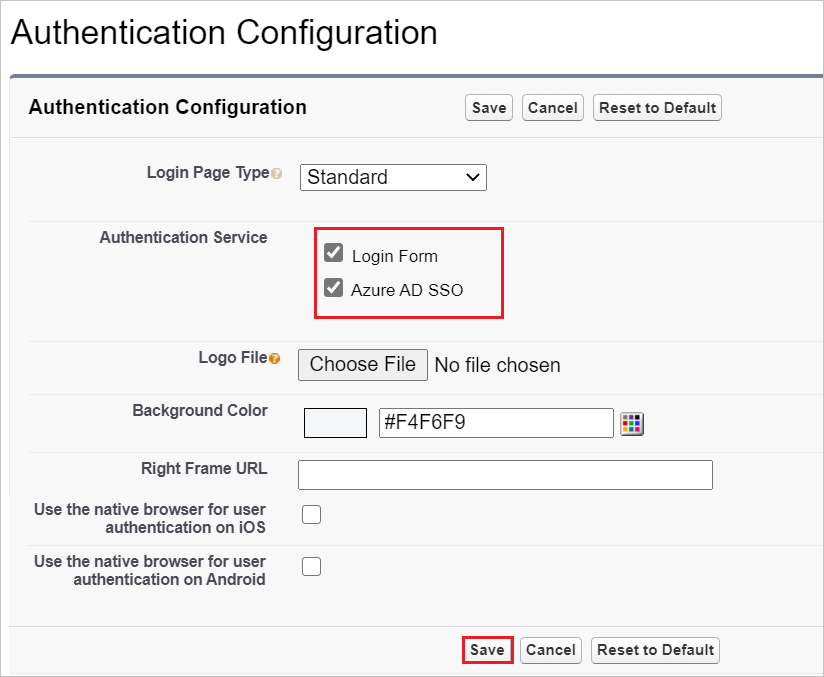 Authentication Configuration
Authentication Configuration
Save Cancel Reset to Default
Login Page Type? Standard
Authentication Service
Login Form
Azure AD SSO
Logo File? Choose File No file chosen
Background Color #F4F6F9
Right Frame URL
Use the native browser for user
authentication on iOS
Use the native browser for user
authentication on Android
Save Cancel Reset to Default